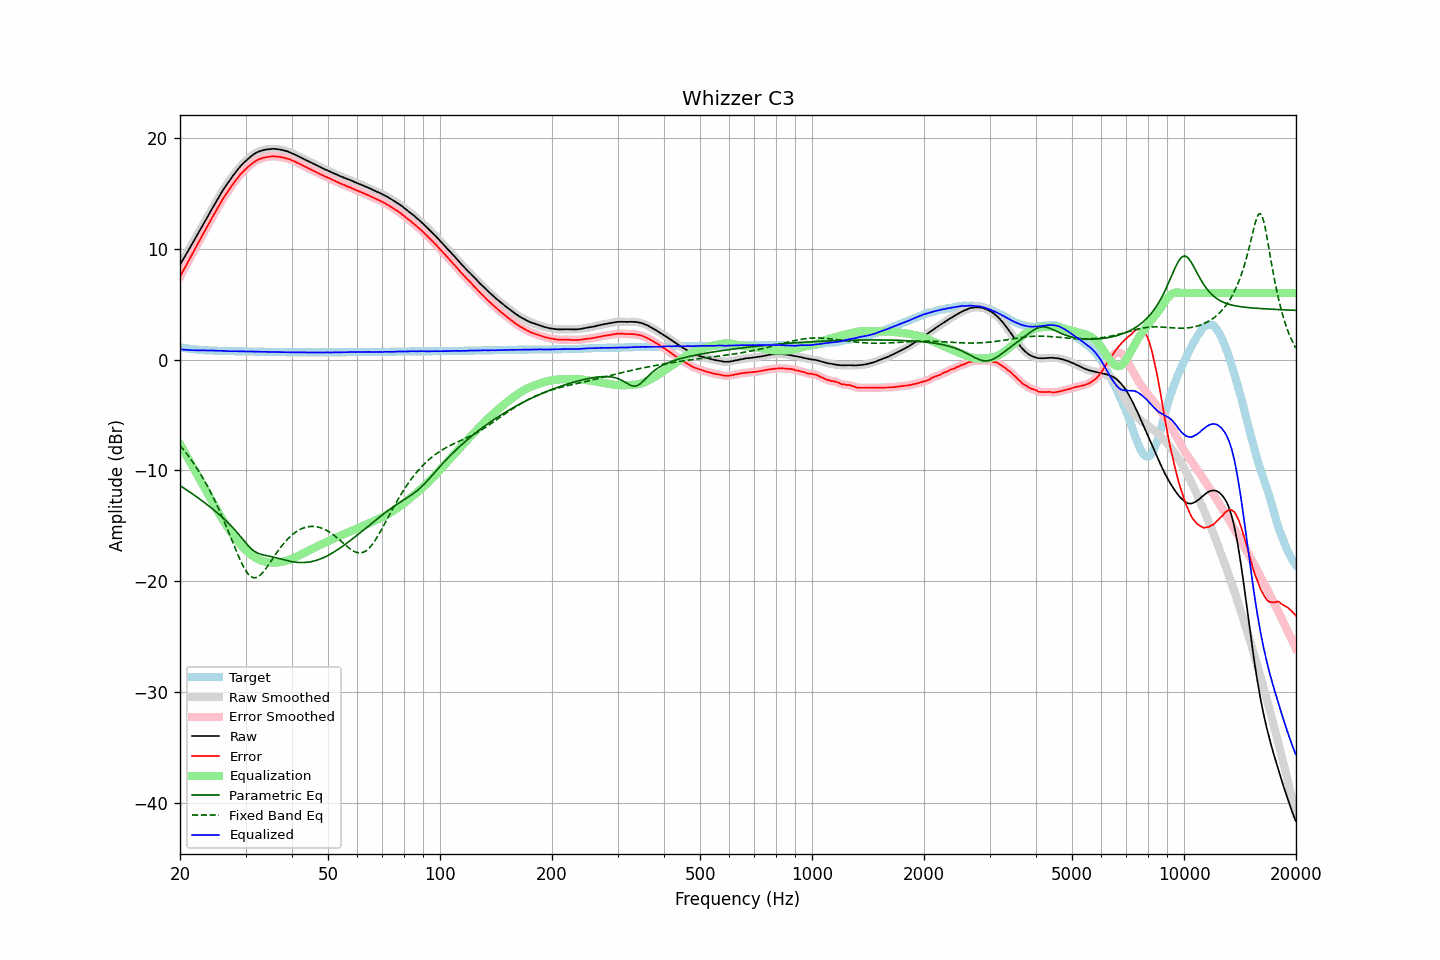 Whizzer C3
20
10
0
−10
−20
−30
−40
Amplitude (dBr)
Target
Raw Smoothed
Error Smoothed
Raw
Error
Equalization
Parametric Eq
Fixed Band Eq
Equalized
20 50 100 200 500 1000 2000 5000 10000 20000
Frequency (Hz)